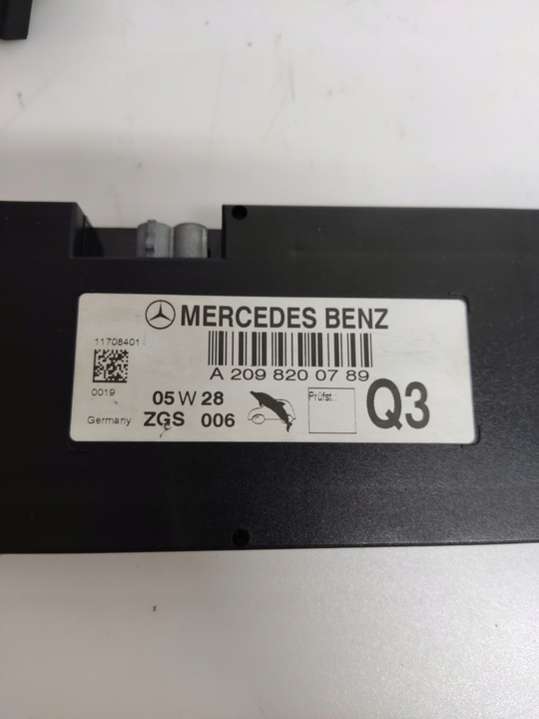 MERCEDES BENZ
11708401
A 209 820 07 89
0019
05 W 28
Prüfst.:
Q3
Germany
ZGS 006